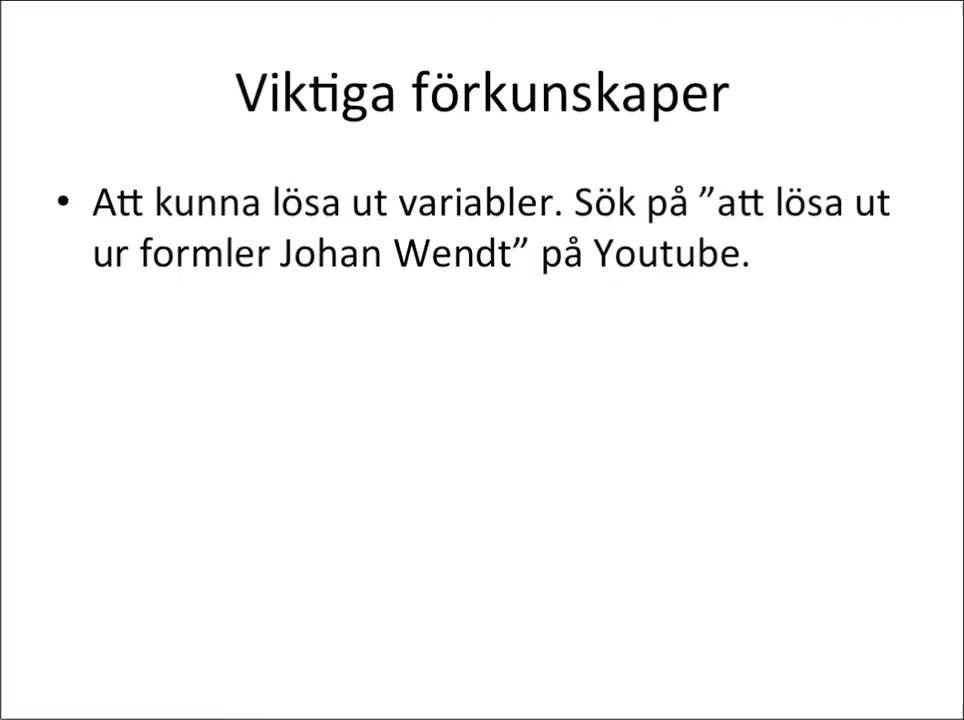 Viktiga förkunskaper
• Att kunna lösa ut variabler. Sök på ”att lösa ut
ur formler Johan Wendt” på Youtube.